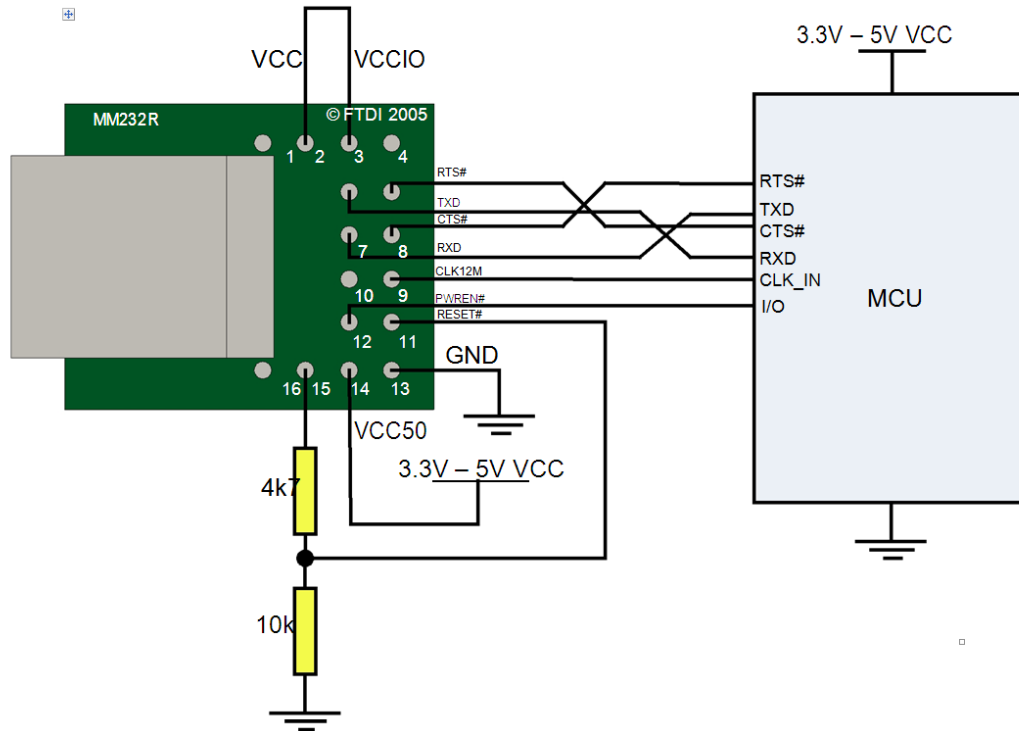 3.3V – 5V VCC
VCC
VCCIO
MM232R
© FTDI 2005
1
2
3
4
RTS#
TXD
CTS#
RXD
7
8
CLK12M
10
9
PWREN#
RESET#
12
11
GND
16
15
14
13
VCC50
3.3V – 5V VCC
4k7
10k
RTS#
TXD
CTS#
RXD
CLK_IN
I/O
MCU